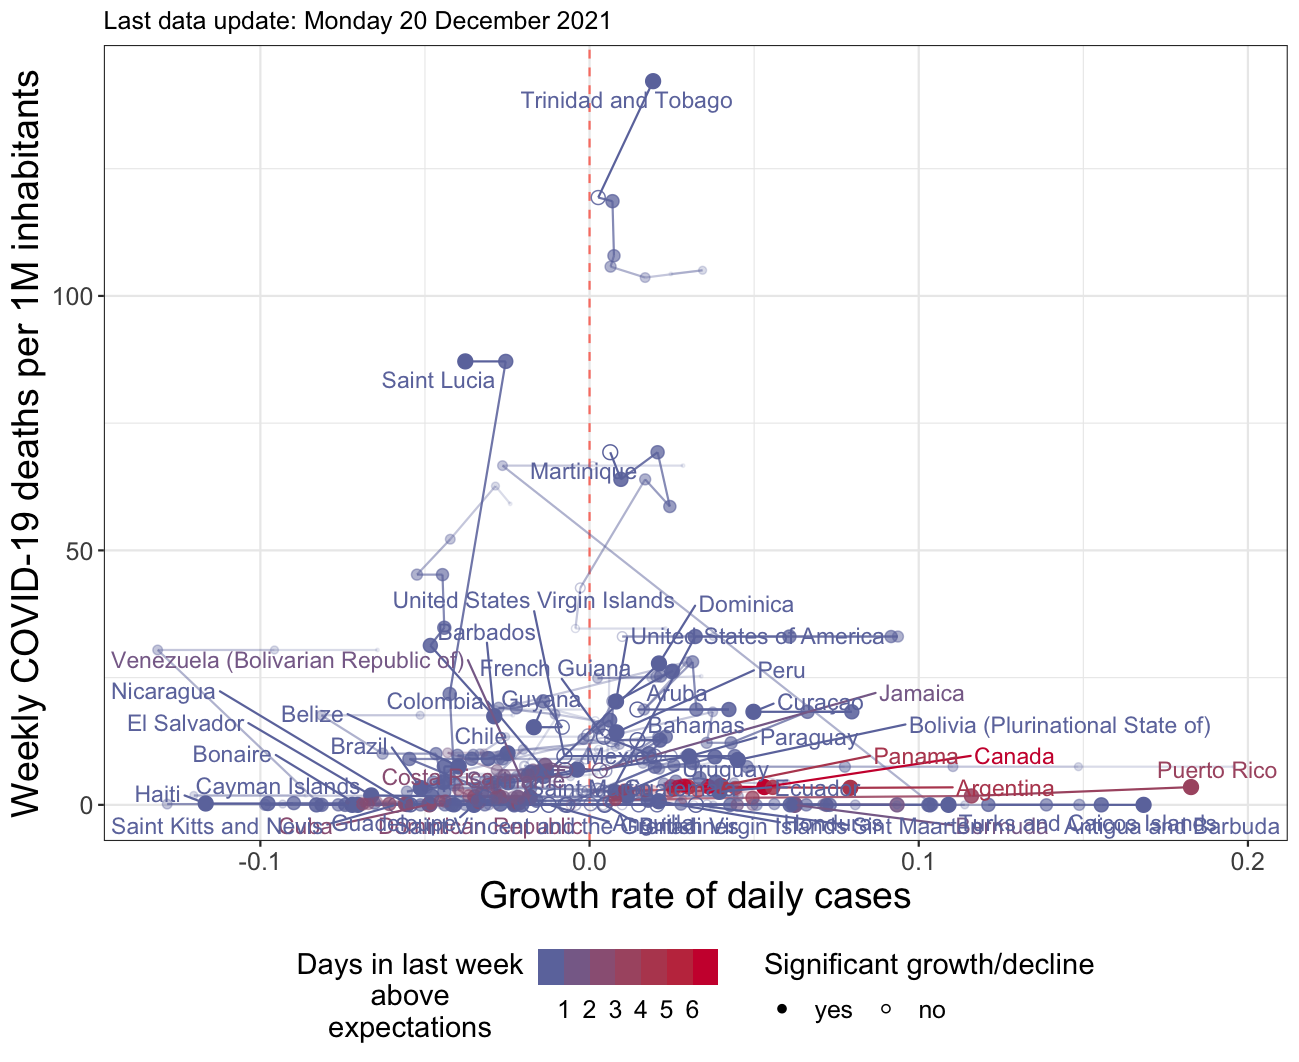 Last data update: Monday 20 December 2021
Weekly COVID-19 deaths per 1M inhabitants
100
50
0
Trinidad and Tobago
Saint Lucia
Martinique
United States Virgin Islands
Dominica
Barbados
United States of America
Venezuela (Bolivarian Republic of)
French Guiana
Peru
Nicaragua
Colombia
Guyana
Aruba
Curaçao
Jamaica
Belize
El Salvador
Chile
Bahamas
Paraguay
Bolivia (Plurinational State of)
Bonaire
Brazil
Mexico
Panama
Canada
Costa Rica
Uruguay
Puerto Rico
Haiti
Cayman Islands
Ecuador
Argentina
Saint Kitts and Nevis
Cuba
Dominican Republic
Honduras
Sint Maarten
Bermuda
Turks and Caicos Islands
Antigua and Barbuda
-0.1
0.0
0.1
0.2
Growth rate of daily cases
Days in last week
above
expectations
1 2 3 4 5 6
Significant growth/decline
yes
no